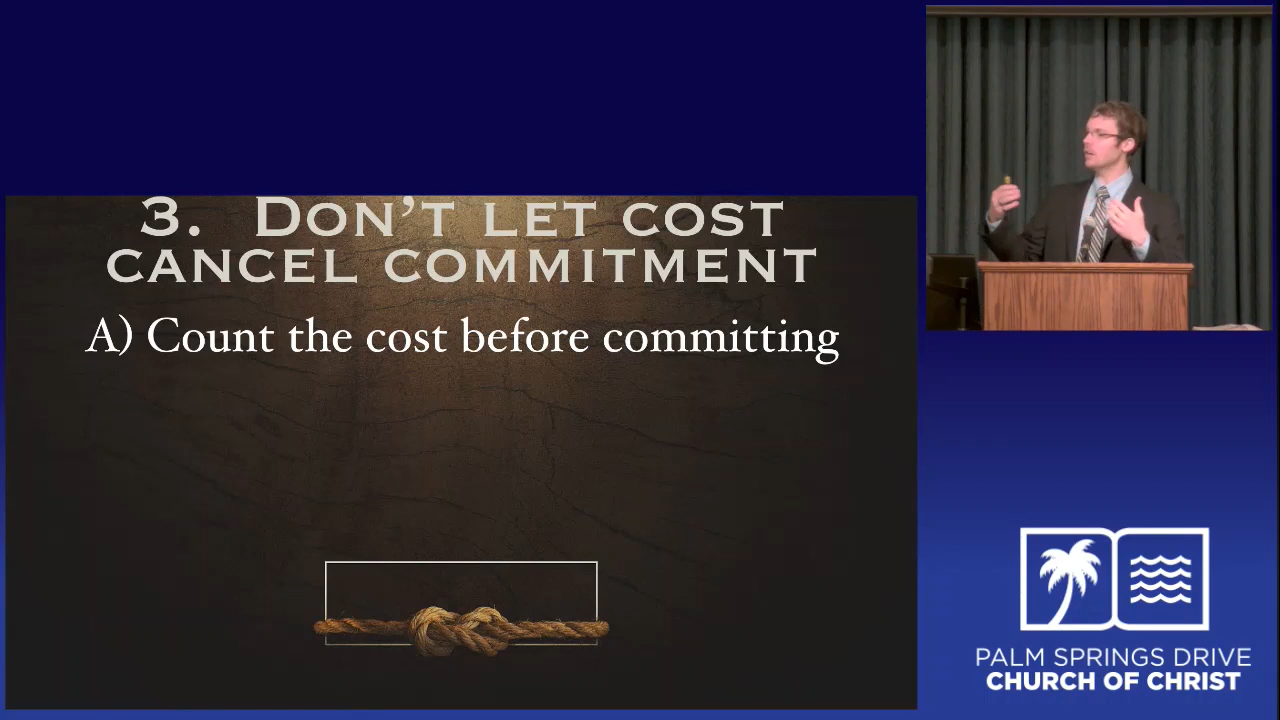 3. Don't let cost
cancel commitment
A) Count the cost before committing
PALM SPRINGS DRIVE
CHURCH OF CHRIST